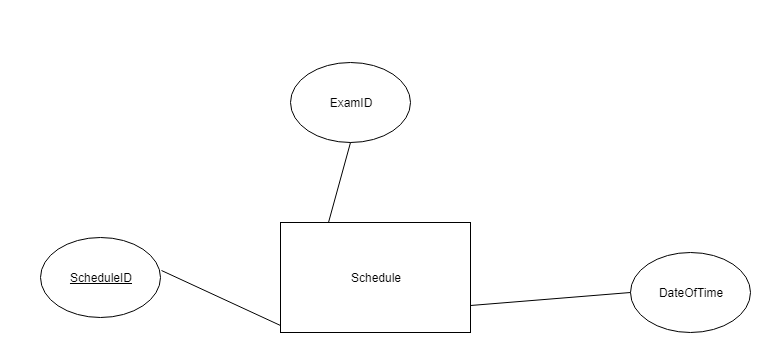 ExamID
ScheduleID
Schedule
DateOfTime